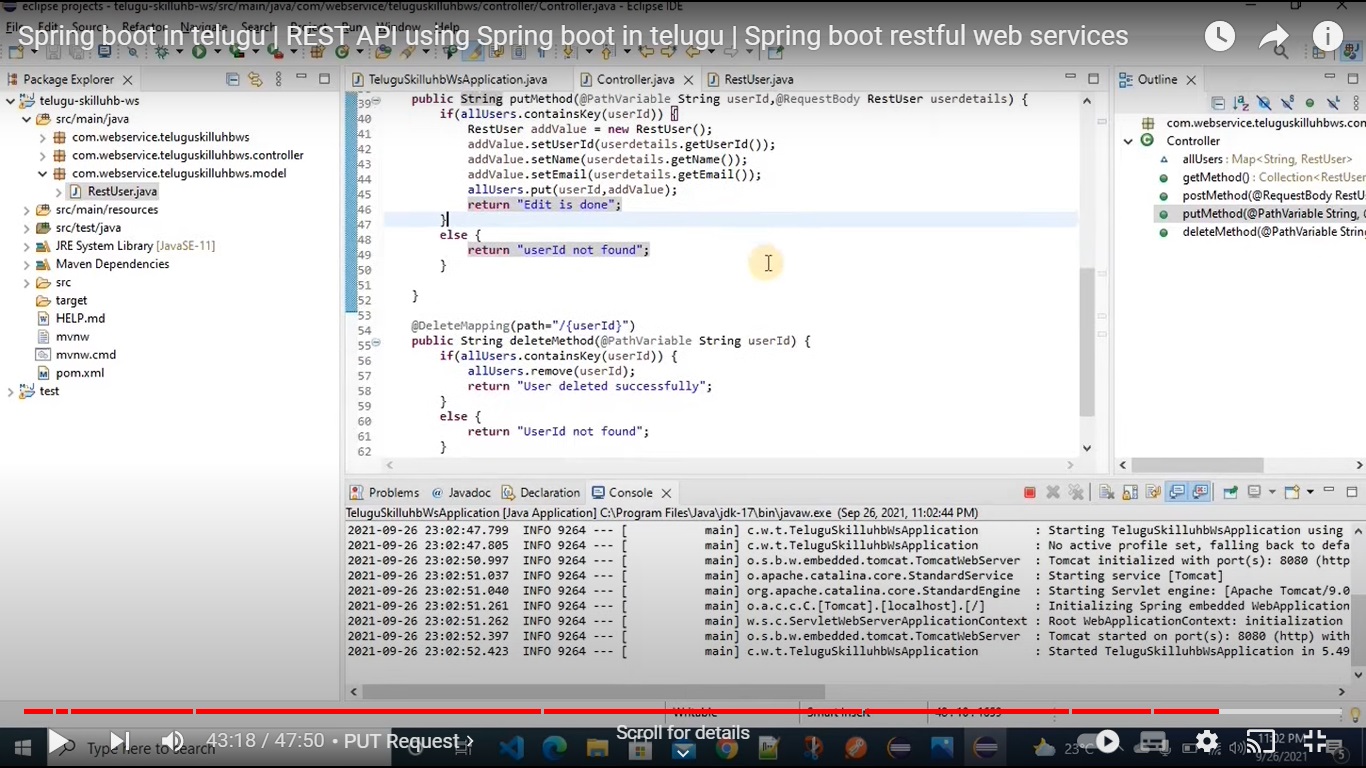 eclipse projects - telugu-skilluhb-ws/src/main/java/com/webservice/teluguskilluhbws/controller/Controller.java - Eclipse IDE
Spring boot in telugu | REST API using Spring boot in telugu | Spring boot restful web services
Package Explorer
telugu-skilluhb-ws
src/main/java
com.webservice.teluguskilluhbws
com.webservice.teluguskilluhbws.controller
com.webservice.teluguskilluhbws.model
RestUser.java
src/main/resources
src/test/java
JRE System Library [JavaSE-11]
Maven Dependencies
src
target
HELP.md
mvnw
mvnw.cmd
pom.xml
test
TeluguSkilluhbWsApplication.java
Controller.java
RestUser.java
39 public String putMethod(@PathVariable String userId,@RequestBody RestUser userdetails) {
40 if(allUsers.containsKey(userId)) {
41 RestUser addValue = new RestUser();
42 addValue.setUserId(userdetails.getUserId());
43 addValue.setName(userdetails.getName());
44 addValue.setEmail(userdetails.getEmail());
45 allUsers.put(userId,addValue);
46 return "Edit is done";
47 }
48 else {
49 return "userId not found";
50 }
51
52 }
53
54 @DeleteMapping(path="/{userId}")
55 public String deleteMethod(@PathVariable String userId) {
56 if(allUsers.containsKey(userId)) {
57 allUsers.remove(userId);
58 return "User deleted successfully";
59 }
60 else {
61 return "UserId not found";
62 }
Outline
com.webservice.teluguskilluhbws.con
Controller
allUsers : Map<String, RestUser>
getMethod() : Collection<RestUser
postMethod(@RequestBody RestU
putMethod(@PathVariable String,
deleteMethod(@PathVariable String
Problems
@ Javadoc
Declaration
Console
TeluguSkilluhbWsApplication [Java Application] C:\Program Files\Java\jdk-17\bin\javaw.exe (Sep 26, 2021, 11:02:44 PM)
2021-09-26 23:02:47.799 INFO 9264 --- [ main] c.w.t.TeluguSkilluhbWsApplication : Starting TeluguSkilluhbWsApplication using
2021-09-26 23:02:47.805 INFO 9264 --- [ main] c.w.t.TeluguSkilluhbWsApplication : No active profile set, falling back to defa
2021-09-26 23:02:50.997 INFO 9264 --- [ main] o.s.b.w.embedded.tomcat.TomcatWebServer : Tomcat initialized with port(s): 8080 (http
2021-09-26 23:02:51.037 INFO 9264 --- [ main] o.apache.catalina.core.StandardService : Starting service [Tomcat]
2021-09-26 23:02:51.040 INFO 9264 --- [ main] org.apache.catalina.core.StandardEngine : Starting Servlet engine: [Apache Tomcat/9.0
2021-09-26 23:02:51.261 INFO 9264 --- [ main] o.a.c.c.C.[Tomcat].[localhost].[/] : Initializing Spring embedded WebApplication
2021-09-26 23:02:51.262 INFO 9264 --- [ main] w.s.c.ServletWebServerApplicationContext : Root WebApplicationContext: initialization
2021-09-26 23:02:52.397 INFO 9264 --- [ main] o.s.b.w.embedded.tomcat.TomcatWebServer : Tomcat started on port(s): 8080 (http) with
2021-09-26 23:02:52.423 INFO 9264 --- [ main] c.w.t.TeluguSkilluhbWsApplication : Started TeluguSkilluhbWsApplication in 5.49
Writable
Smart Insert
Type here to search
43:18 / 47:50 • PUT Request
Scroll for details
23°C
11:02 PM
9/26/2021